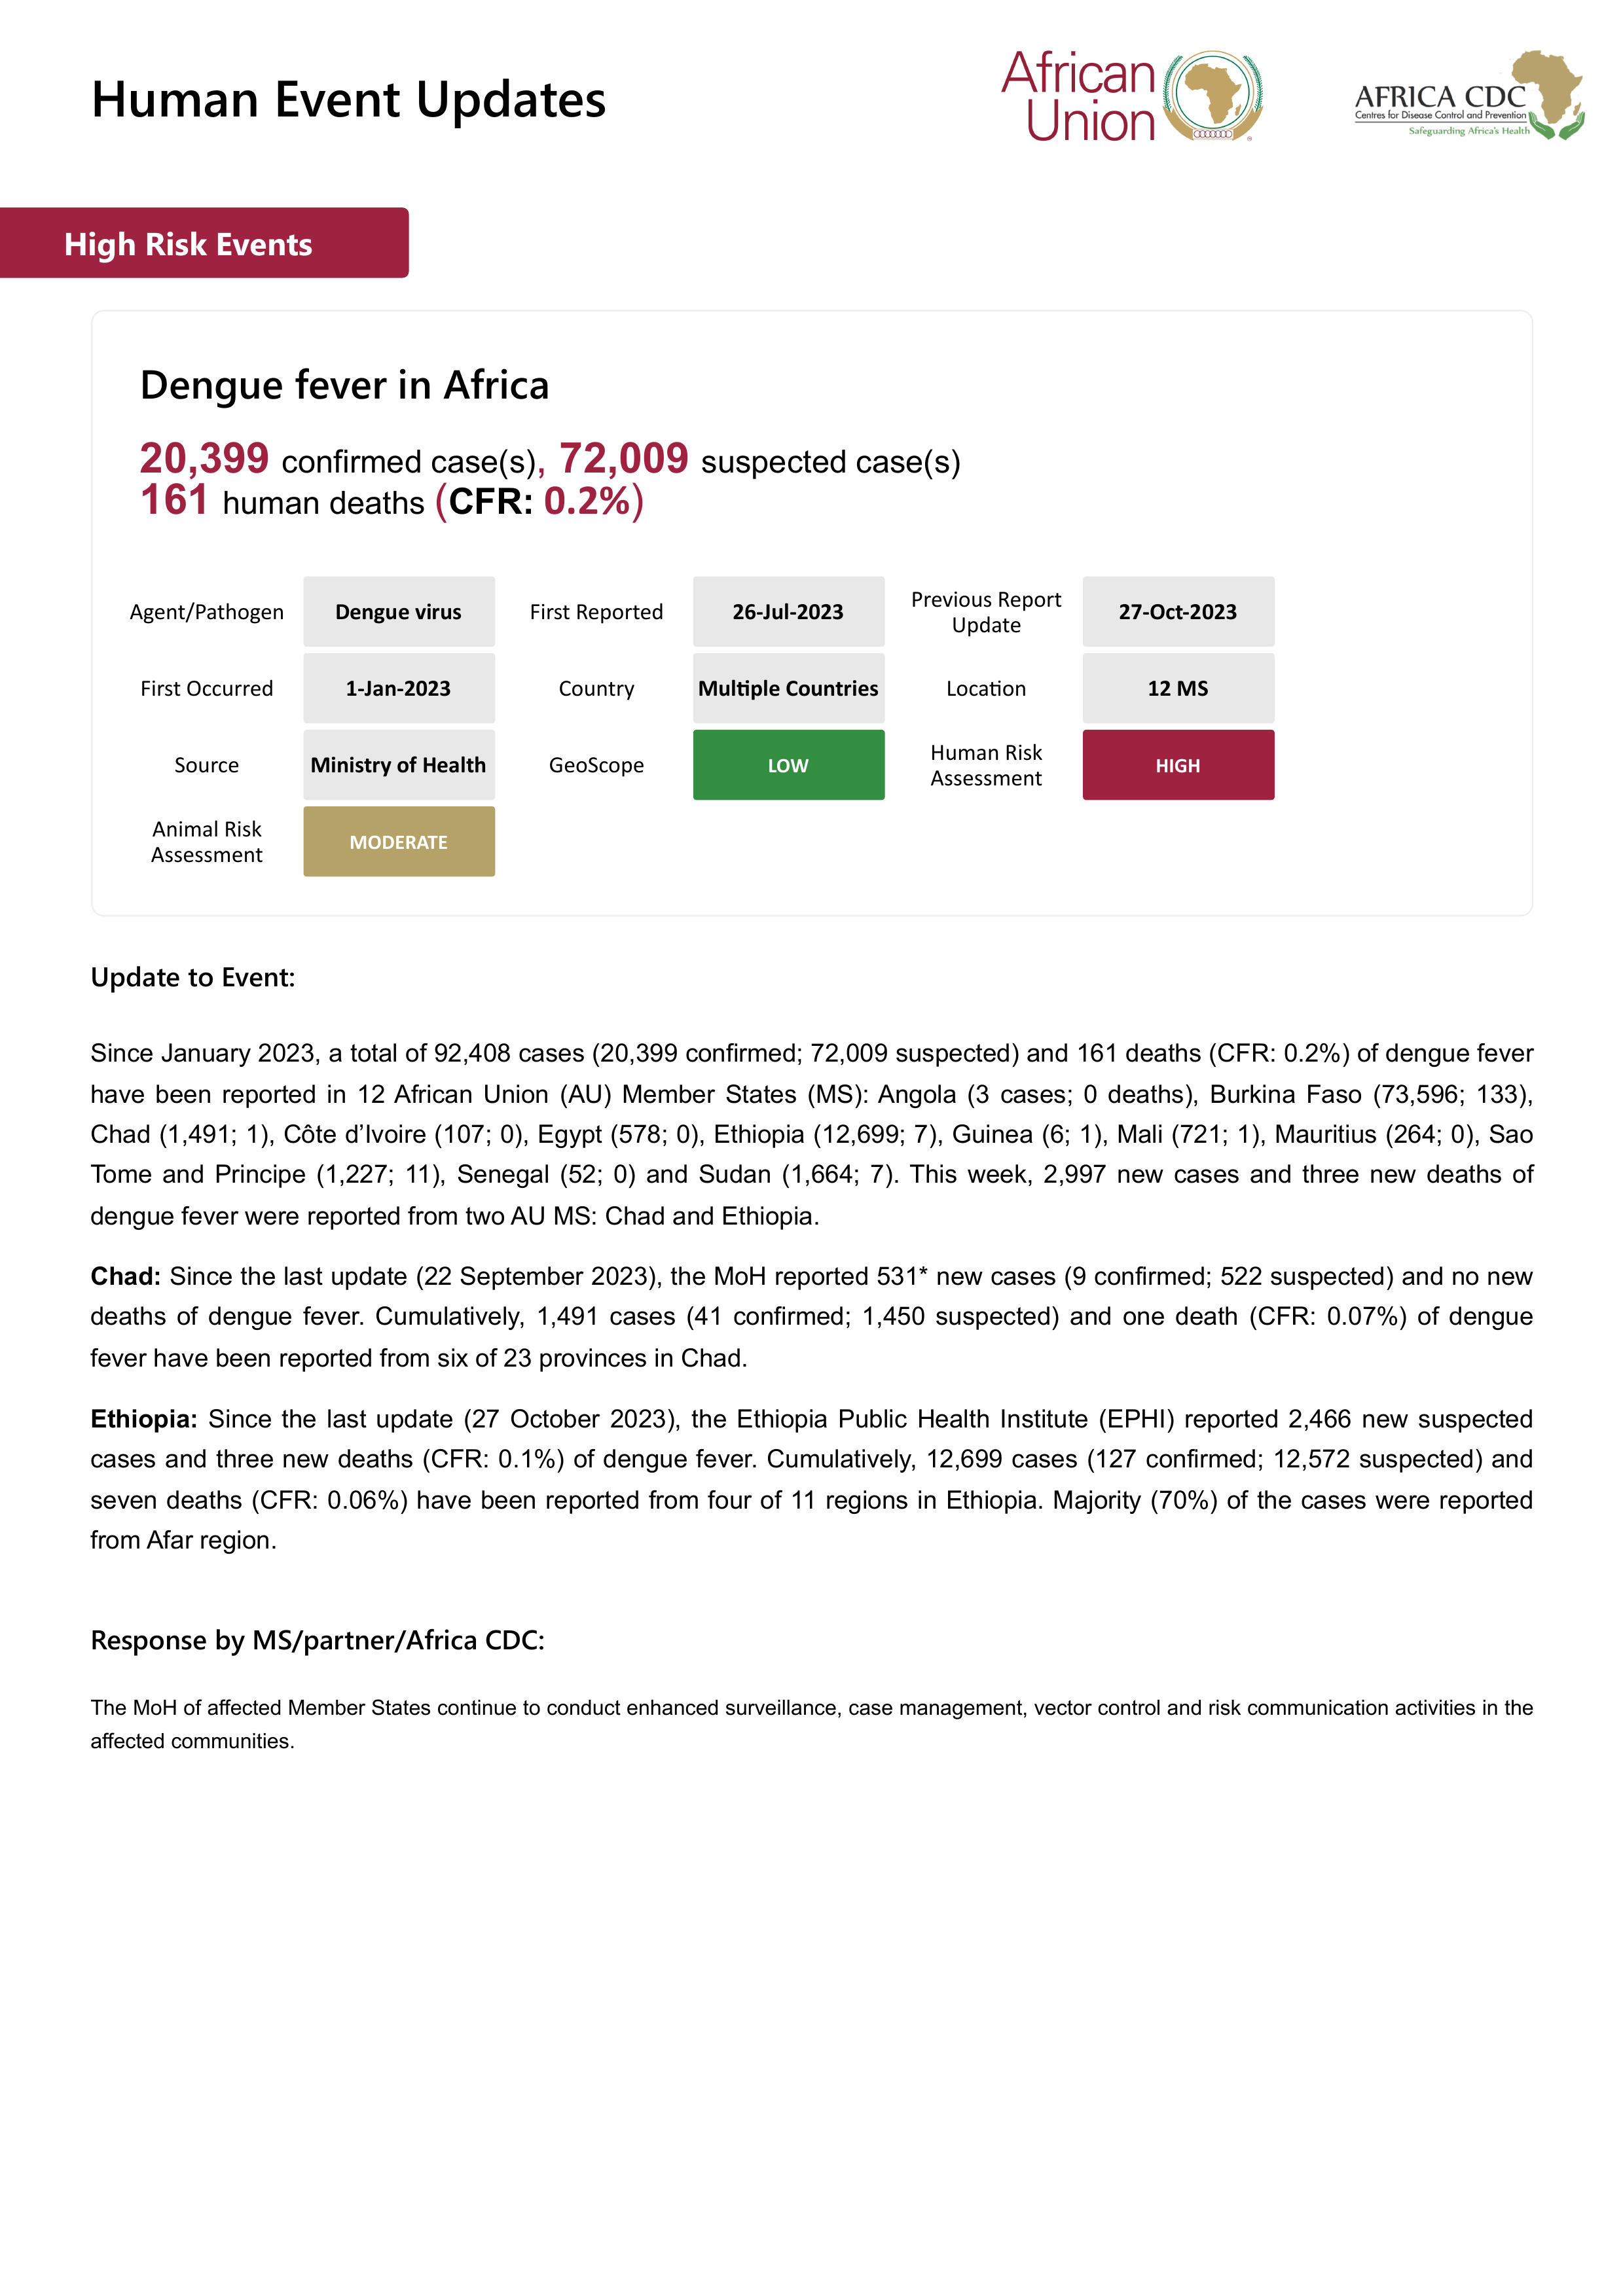 Human Event Updates
African
Union
AFRICA CDC
Centres for Disease Control and Prevention
Safeguarding Africa's Health
High Risk Events
Dengue fever in Africa
20,399 confirmed case(s), 72,009 suspected case(s)
161 human deaths (CFR: 0.2%)
Agent/Pathogen Dengue virus First Reported 26-Jul-2023 Previous Report Update 27-Oct-2023
First Occurred 1-Jan-2023 Country Multiple Countries Location 12 MS
Source Ministry of Health GeoScope LOW Human Risk Assessment HIGH
Animal Risk Assessment MODERATE
Update to Event:
Since January 2023, a total of 92,408 cases (20,399 confirmed; 72,009 suspected) and 161 deaths (CFR: 0.2%) of dengue fever
have been reported in 12 African Union (AU) Member States (MS): Angola (3 cases; 0 deaths), Burkina Faso (73,596; 133),
Chad (1,491; 1), Côte d’Ivoire (107; 0), Egypt (578; 0), Ethiopia (12,699; 7), Guinea (6; 1), Mali (721; 1), Mauritius (264; 0), Sao
Tome and Principe (1,227; 11), Senegal (52; 0) and Sudan (1,664; 7). This week, 2,997 new cases and three new deaths of
dengue fever were reported from two AU MS: Chad and Ethiopia.
Chad: Since the last update (22 September 2023), the MoH reported 531* new cases (9 confirmed; 522 suspected) and no new
deaths of dengue fever. Cumulatively, 1,491 cases (41 confirmed; 1,450 suspected) and one death (CFR: 0.07%) of dengue
fever have been reported from six of 23 provinces in Chad.
Ethiopia: Since the last update (27 October 2023), the Ethiopia Public Health Institute (EPHI) reported 2,466 new suspected
cases and three new deaths (CFR: 0.1%) of dengue fever. Cumulatively, 12,699 cases (127 confirmed; 12,572 suspected) and
seven deaths (CFR: 0.06%) have been reported from four of 11 regions in Ethiopia. Majority (70%) of the cases were reported
from Afar region.
Response by MS/partner/Africa CDC:
The MoH of affected Member States continue to conduct enhanced surveillance, case management, vector control and risk communication activities in the
affected communities.